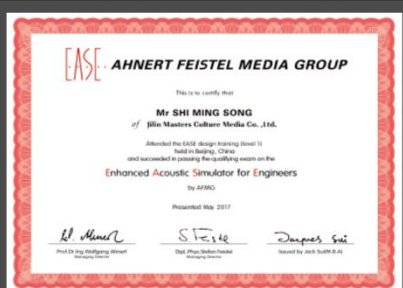 EASE AHNERT FEISTEL MEDIA GROUP
This is to certify that
Mr SHI MING SONG
of Jilin Masters Culture Media Co. ,Ltd.
Attended the EASE design training (level 1)
held in Beijing, China
and succeeded in passing the qualifying exam on the
Enhanced Acoustic Simulator for Engineers
by AFMG
Presented May 2017
Prof.Dr.Ing Wolfgang Ahnert
Managing Director
Dipl.Phys.Stefan Feistel
Managing Director
Issued by Jack Sui